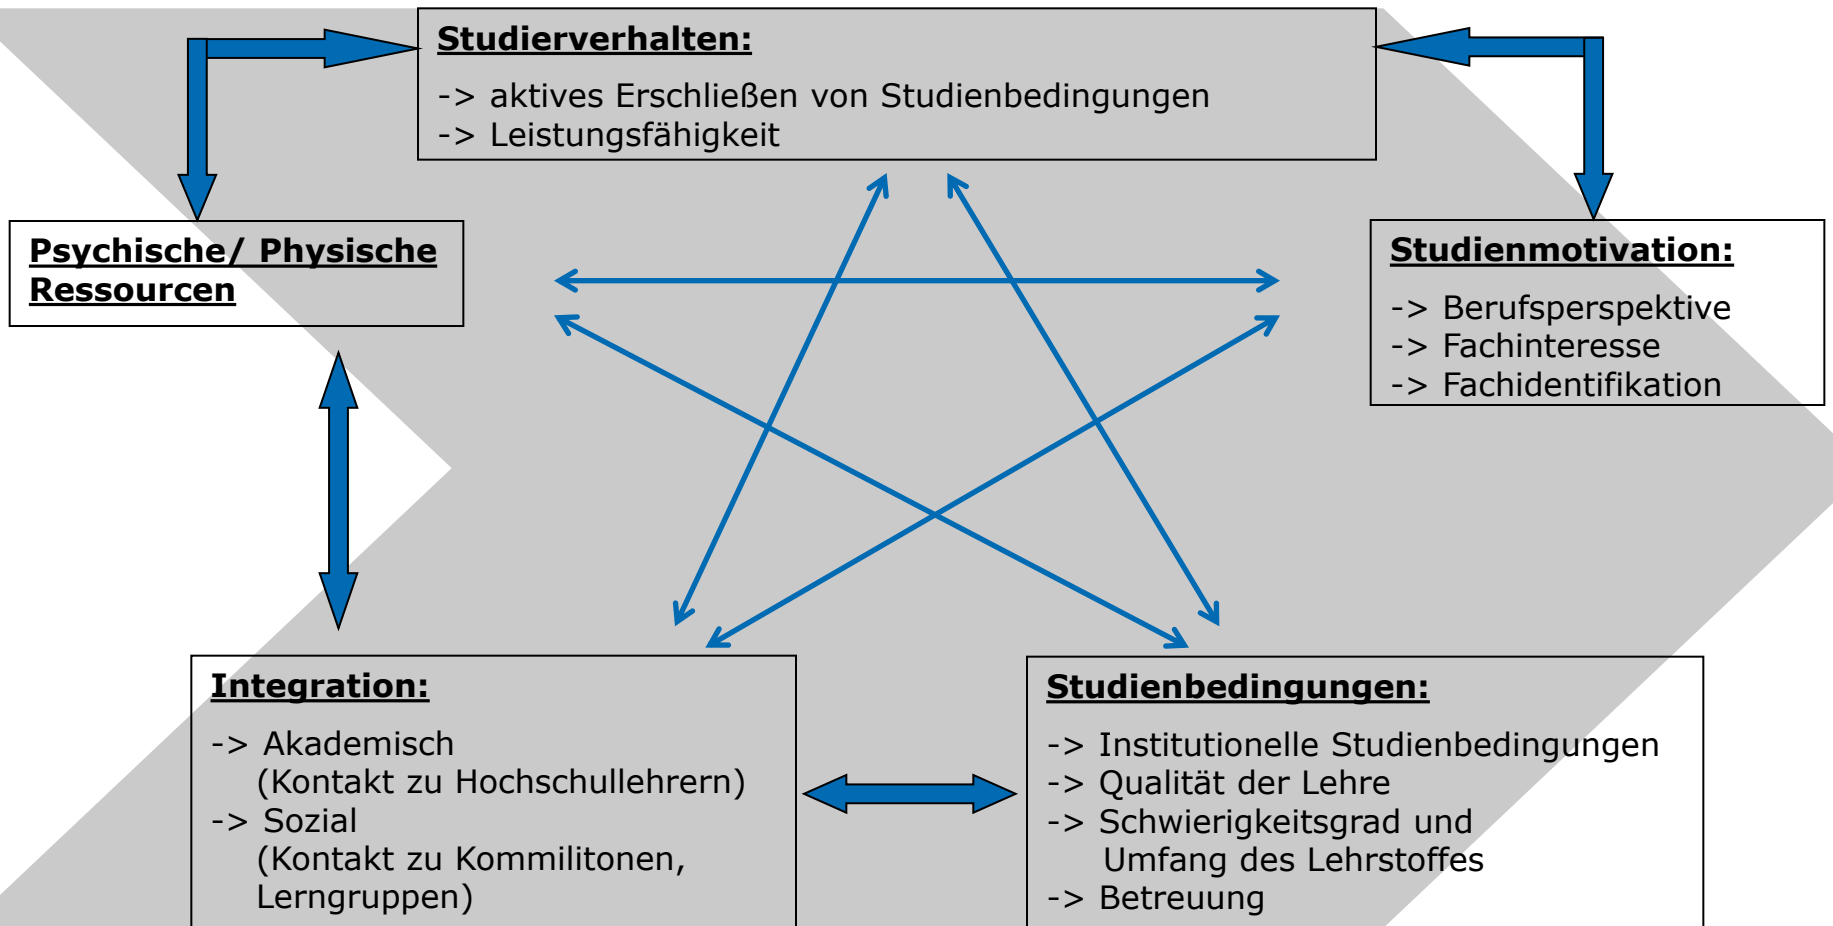 Studierverhalten:
-> aktives Erschließen von Studienbedingungen
-> Leistungsfähigkeit
Psychische/ Physische
Ressourcen
Studienmotivation:
-> Berufsperspektive
-> Fachinteresse
-> Fachidentifikation
Integration:
-> Akademisch
(Kontakt zu Hochschullehrern)
-> Sozial
(Kontakt zu Kommilitonen,
Lerngruppen)
Studienbedingungen:
-> Institutionelle Studienbedingungen
-> Qualität der Lehre
-> Schwierigkeitsgrad und
Umfang des Lehrstoffes
-> Betreuung